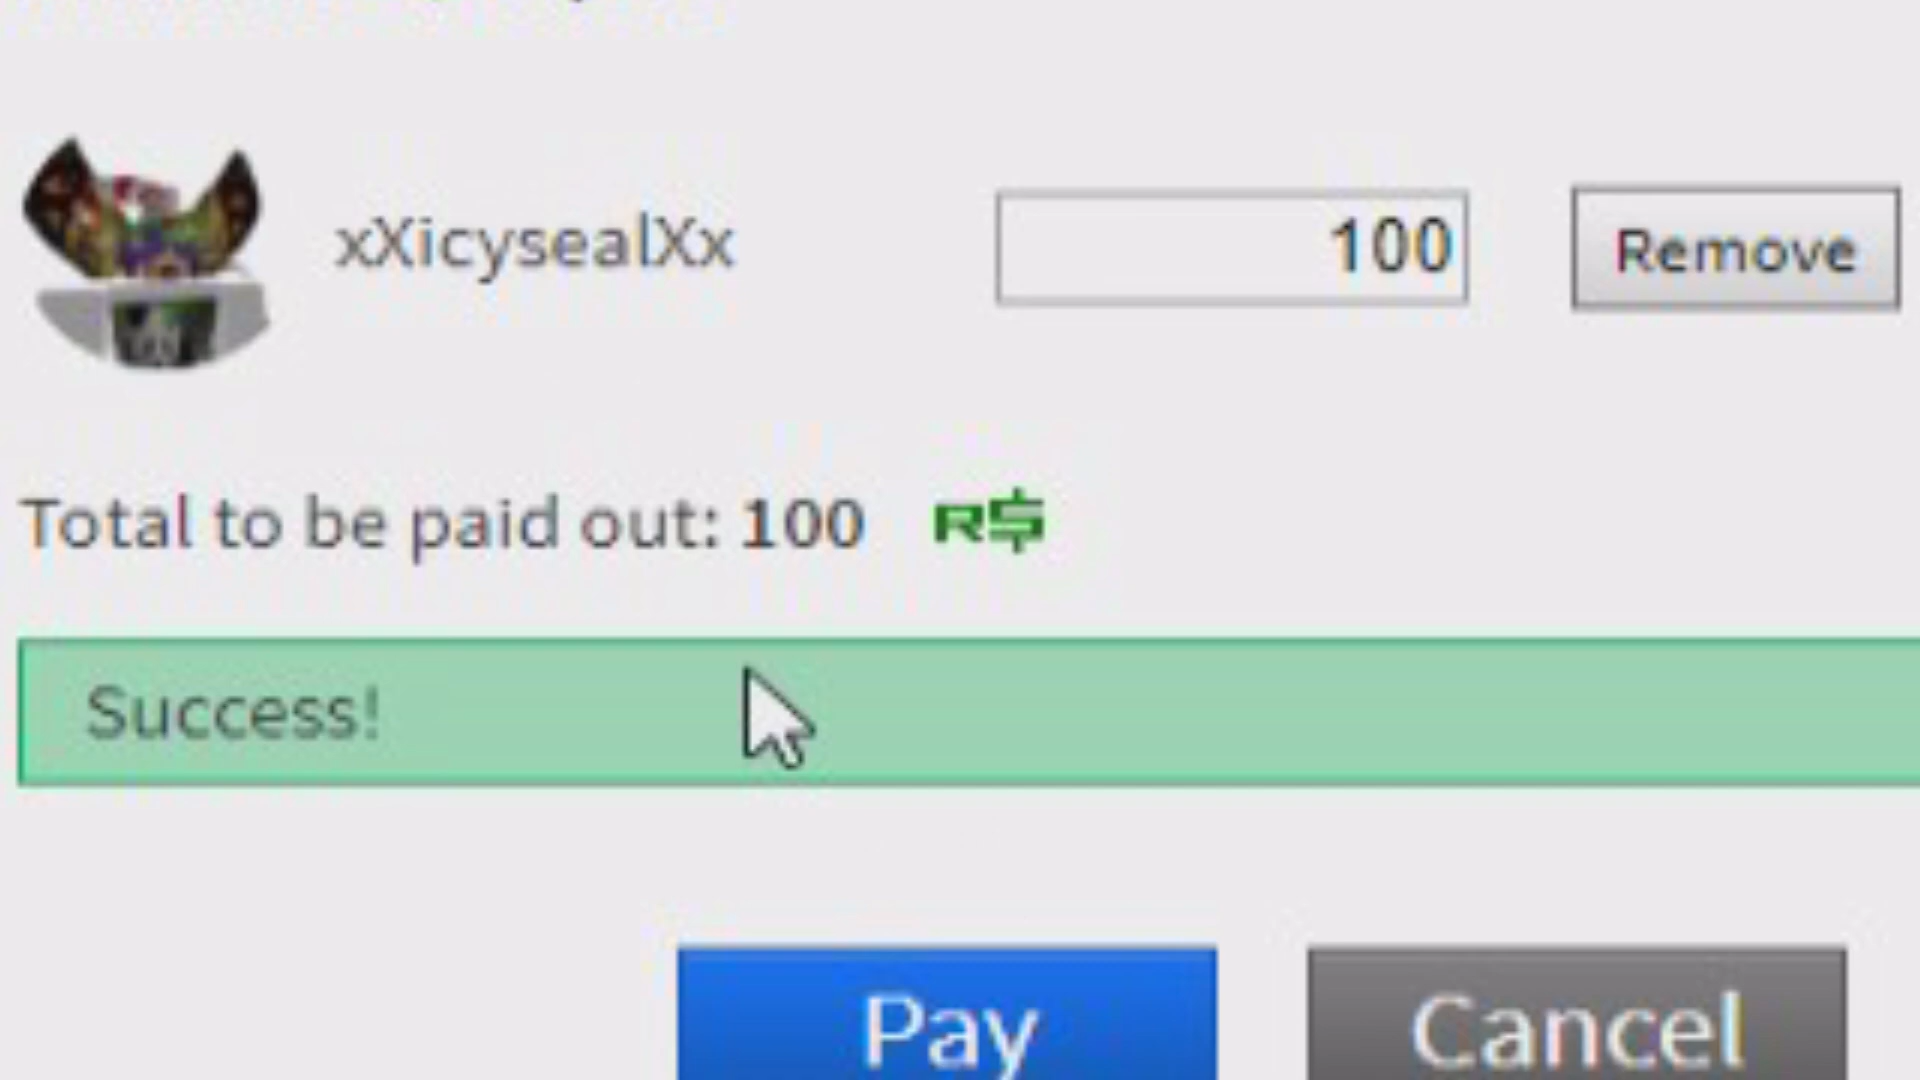 xXicysealXx 100 Remove
Total to be paid out: 100 R$
Success!
Pay Cancel